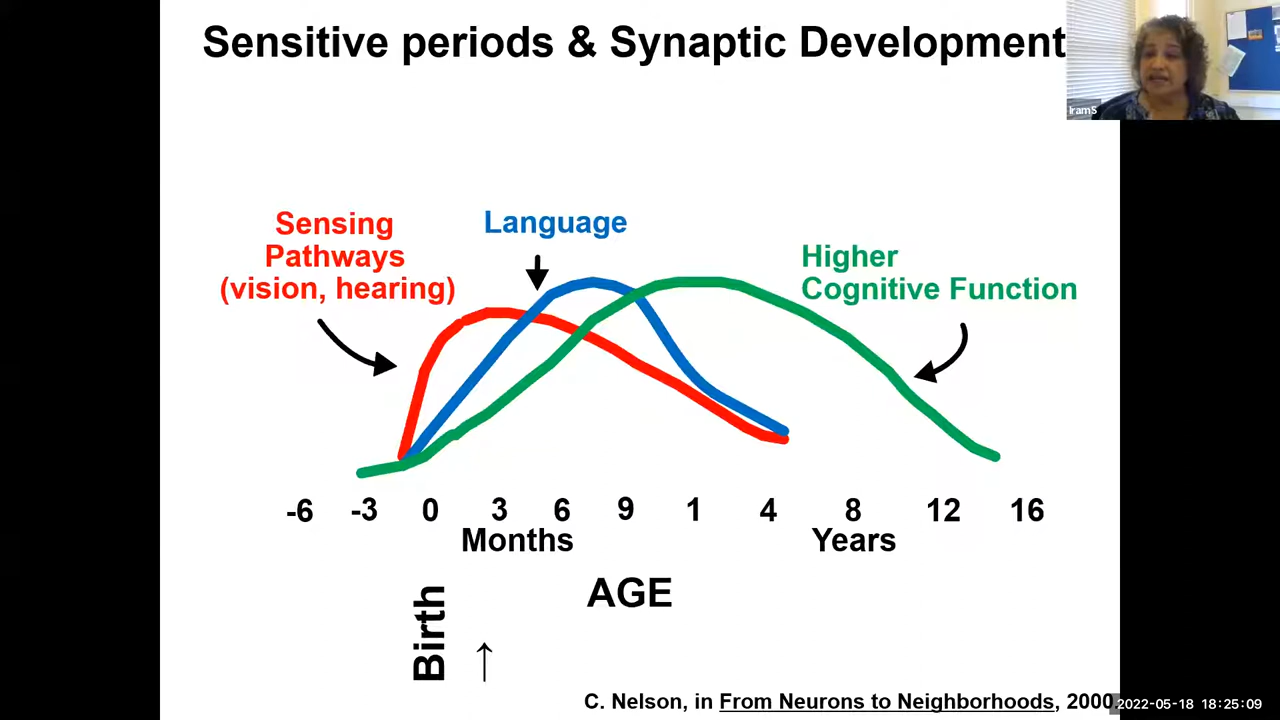 Sensitive periods & Synaptic Development
Iram S
Sensing
Pathways
(vision, hearing)
Language
Higher
Cognitive Function
-6 -3 0 3 6 9 1 4 8 12 16
Months Years
AGE
Birth
C. Nelson, in From Neurons to Neighborhoods, 2000.
2022-05-18 18:25:09